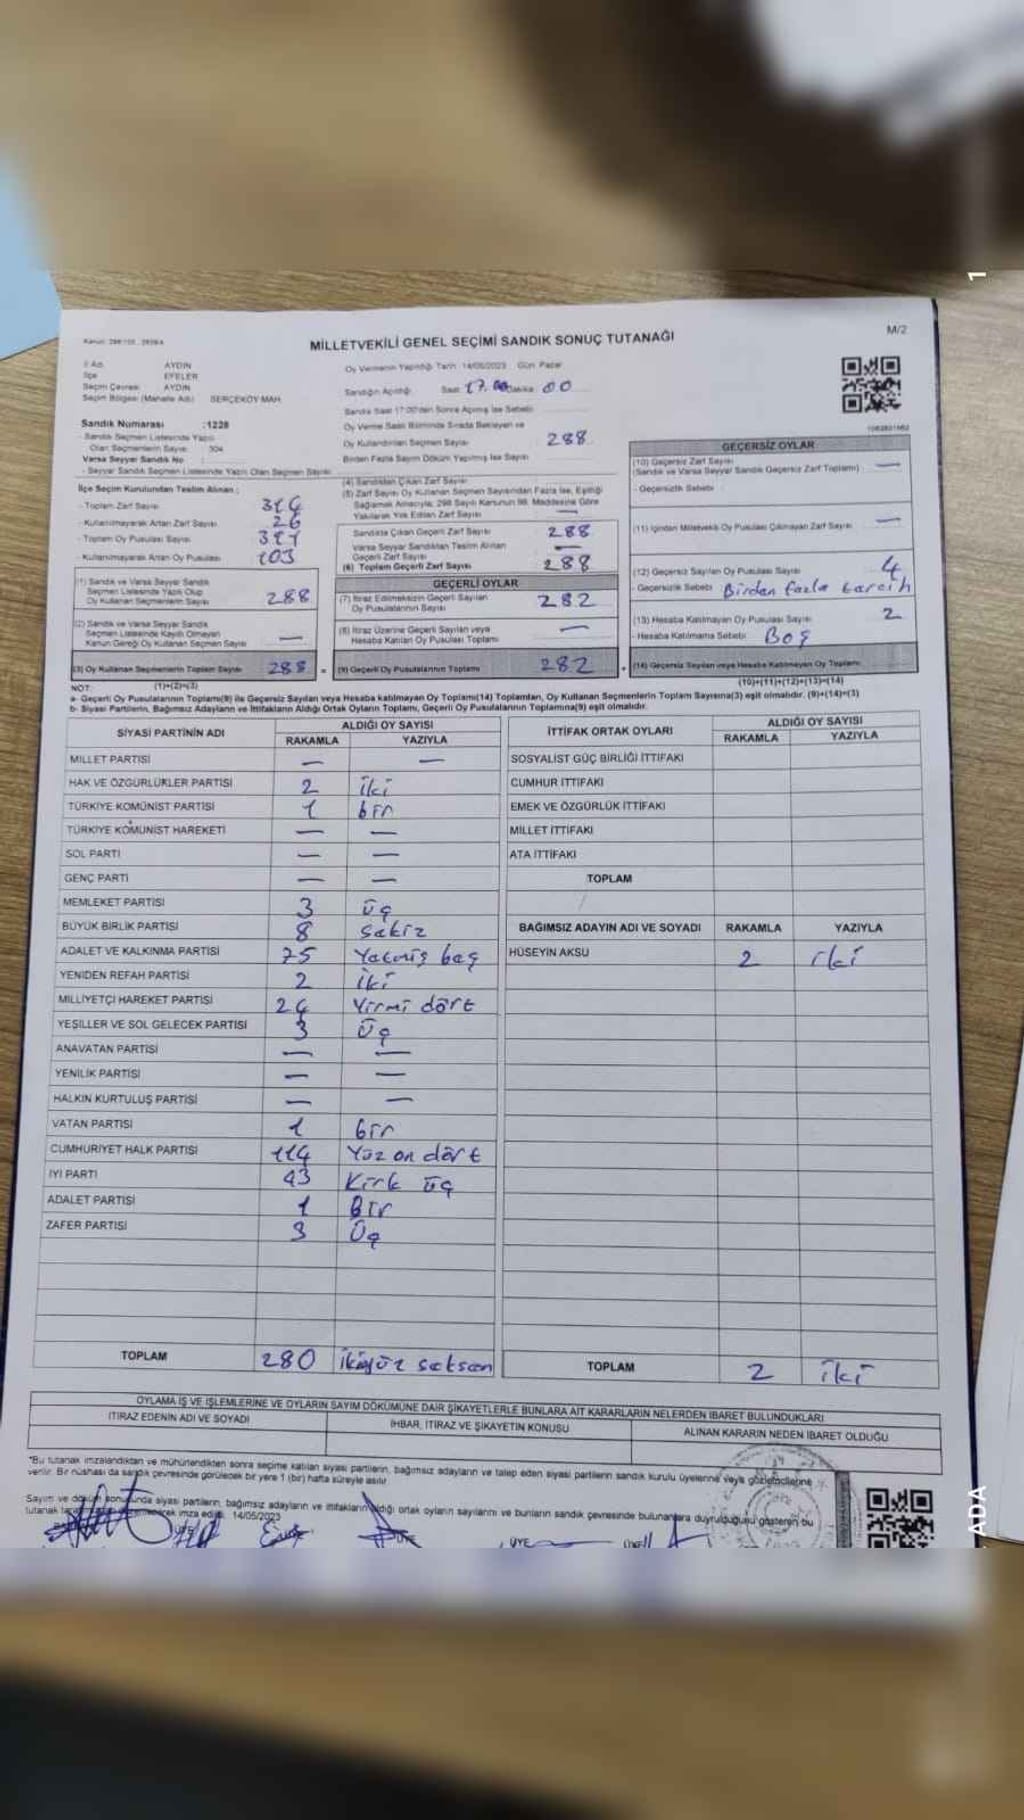 MİLLETVEKİLİ GENEL SEÇİMİ SANDIK SONUÇ TUTANAĞI
M/2
İli Adı AYDIN
İlçe EFELER
Seçim Çevresi AYDIN
Seçim Bölgesi (Mahalle Adı) SERÇEKÖY MAH.
Oy Vermenin Yapıldığı Tarih 14/05/2023 Gün Pazar
Sandığın Açıldığı Saat 17.00 Dakika 00
Sandık Saat 17:00'den Sonra Açılmış İse Sebebi
Oy Verme Saati Bitiminde Sırada Bekleyen ve
Oy Kullandırılan Seçmen Sayısı 288
Birden Fazla Sayım Döküm Yapılmış İse Sayısı
Sandık Numarası :1228
Sandık Seçmen Listesinde Yazılı
Olan Seçmenlerin Sayısı 304
Varsa Seyyar Sandık No
- Seyyar Sandık Seçmen Listesinde Yazılı Olan Seçmen Sayısı
İlçe Seçim Kurulundan Teslim Alınan :
- Toplam Zarf Sayısı
- Kullanılmayarak Artan Zarf Sayısı 26
- Toplam Oy Pusulası Sayısı
- Kullanılmayarak Artan Oy Pusulası 103
(1) Sandık ve Varsa Seyyar Sandık
Seçmen Listesinde Yazılı Olup
Oy Kullanan Seçmenlerin Sayısı 288
(2) Sandık ve Varsa Seyyar Sandık
Seçmen Listesinde Kayıtlı Olmayan
Kanun Gereği Oy Kullanan Seçmen Sayısı —
(3) Oy Kullanan Seçmenlerin Toplam Sayısı 288 =
(1)+(2)=(3)
(4) Sandıktan Çıkan Zarf Sayısı
(5) Zarf Sayısı Oy Kullanan Seçmen Sayısından Fazla İse, Eşitliği
Sağlamak Amacıyla, 298 Sayılı Kanunun 98. Maddesine Göre
Yakılarak Yok Edilen Zarf Sayısı —
Sandıkta Çıkan Geçerli Zarf Sayısı 288
Varsa Seyyar Sandıktan Teslim Alınan
Geçerli Zarf Sayısı —
(6) Toplam Geçerli Zarf Sayısı 288
GEÇERLİ OYLAR
(7) İtiraz Edilmeksizin Geçerli Sayılan
Oy Pusulalarının Sayısı 282
(8) İtiraz Üzerine Geçerli Sayılan veya
Hesaba Katılan Oy Pusulası Toplamı —
(9) Geçerli Oy Pusulalarının Toplamı 282 +
GEÇERSİZ OYLAR
(10) Geçersiz Zarf Sayısı
(Sandık ve Varsa Seyyar Sandık Geçersiz Zarf Toplamı) —
- Geçersizlik Sebebi
(11) İçinden Milletvekili Oy Pusulası Çıkmayan Zarf Sayısı —
(12) Geçersiz Sayılan Oy Pusulası Sayısı 4
- Geçersizlik Sebebi Birden fazla tercih
(13) Hesaba Katılmayan Oy Pusulası Sayısı 2
- Hesaba Katılmama Sebebi Boş
(14) Geçersiz Sayılan veya Hesaba Katılmayan Oy Toplamı
(10)+(11)+(12)+(13)=(14)
NOT:
a- Geçerli Oy Pusulalarının Toplamı(9) ile Geçersiz Sayılan veya Hesaba katılmayan Oy Toplamı(14) Toplamları, Oy Kullanan Seçmenlerin Toplam Sayısına(3) eşit olmalıdır. (9)+(14)=(3)
b- Siyasi Partilerin, Bağımsız Adayların ve İttifakların Aldığı Ortak Oyların Toplamı, Geçerli Oy Pusulalarının Toplamına(9) eşit olmalıdır.
SİYASİ PARTİNİN ADI ALDIĞI OY SAYISI
RAKAMLA YAZIYLA
MİLLET PARTİSİ — —
HAK VE ÖZGÜRLÜKLER PARTİSİ 2 iki
TÜRKİYE KOMÜNİST PARTİSİ 1 bir
TÜRKİYE KOMÜNİST HAREKETİ — —
SOL PARTİ — —
GENÇ PARTİ — —
MEMLEKET PARTİSİ 3 üç
BÜYÜK BİRLİK PARTİSİ 8 sekiz
ADALET VE KALKINMA PARTİSİ 75 Yetmiş beş
YENİDEN REFAH PARTİSİ 2 iki
MİLLİYETÇİ HAREKET PARTİSİ 24 Yirmi dört
YEŞİLLER VE SOL GELECEK PARTİSİ 3 Üç
ANAVATAN PARTİSİ — —
YENİLİK PARTİSİ — —
HALKIN KURTULUŞ PARTİSİ — —
VATAN PARTİSİ 1 bir
CUMHURİYET HALK PARTİSİ 114 Yüz on dört
İYİ PARTİ 43 Kırk üç
ADALET PARTİSİ 1 Bir
ZAFER PARTİSİ 3 Üç
TOPLAM 280 ikiyüz seksen
İTTİFAK ORTAK OYLARI ALDIĞI OY SAYISI
RAKAMLA YAZIYLA
SOSYALİST GÜÇ BİRLİĞİ İTTİFAKI
CUMHUR İTTİFAKI
EMEK VE ÖZGÜRLÜK İTTİFAKI
MİLLET İTTİFAKI
ATA İTTİFAKI
TOPLAM
BAĞIMSIZ ADAYIN ADI VE SOYADI RAKAMLA YAZIYLA
HÜSEYİN AKSU 2 iki
TOPLAM 2 iki
OYLAMA İŞ VE İŞLEMLERİNE VE OYLARIN SAYIM DÖKÜMÜNE DAİR ŞİKAYETLERLE BUNLARA AİT KARARLARIN NELERDEN İBARET BULUNDUKLARI
İTİRAZ EDENİN ADI VE SOYADI İHBAR, İTİRAZ VE ŞİKAYETİN KONUSU ALINAN KARARIN NEDEN İBARET OLDUĞU
*Bu tutanak imzalandıktan ve mühürlendikten sonra seçime katılan siyasi partilerin, bağımsız adayların ve talep eden siyasi partilerin sandık kurulu üyelerine veya gözlemcilerine
verilir. Bir nüshası da sandık çevresinde görülecek bir yere 1 (bir) hafta süreyle asılır.
Sayım ve döküm sonucunda siyasi partilerin, bağımsız adayların ve ittifakların aldığı ortak oyların sayılarını ve bunların sandık çevresinde bulunanlara duyrulduğunu gösteren bu
tutanak imza edildi. 14/05/2023
ÜYE
1
ADA